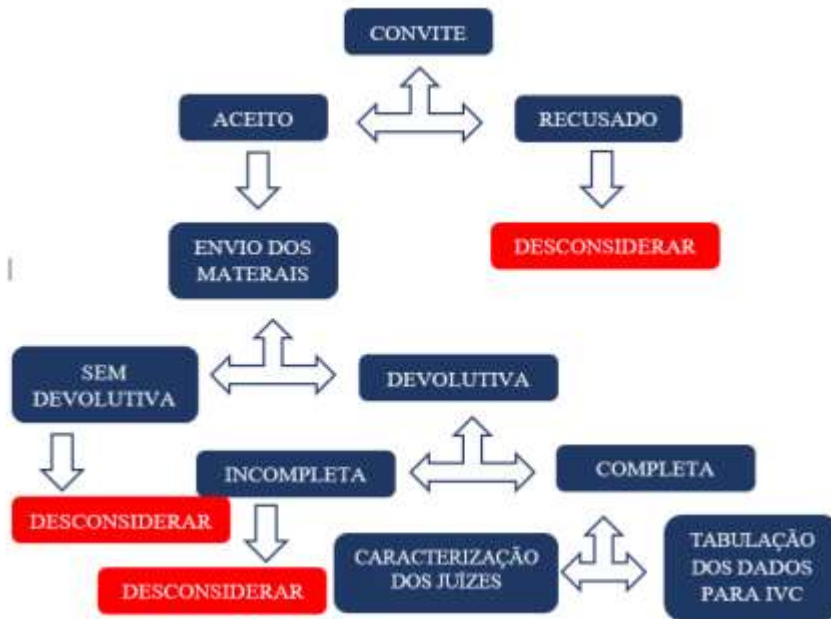 CONVITE
ACEITO
RECUSADO
ENVIO DOS
MATERAIS
DESCONSIDERAR
SEM
DEVOLUTIVA
DEVOLUTIVA
INCOMPLETA
COMPLETA
DESCONSIDERAR
DESCONSIDERAR
CARACTERIZAÇÃO
DOS JUÍZES
TABULAÇÃO
DOS DADOS
PARA IVC